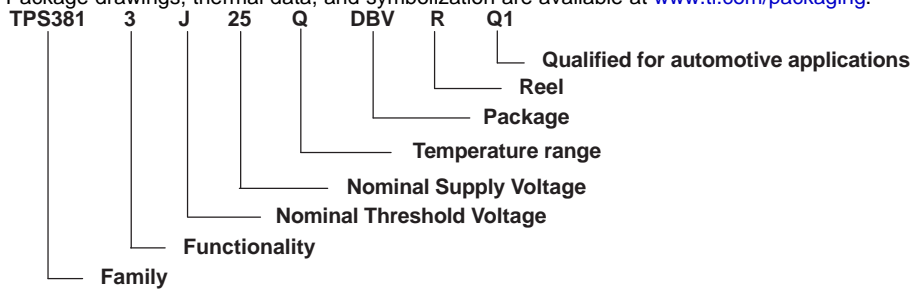 Package drawings, thermal data, and symbolization are available at www.ti.com/packaging.
TPS381 3 J 25 Q DBV R Q1
Qualified for automotive applications
Reel
Package
Temperature range
Nominal Supply Voltage
Nominal Threshold Voltage
Functionality
Family